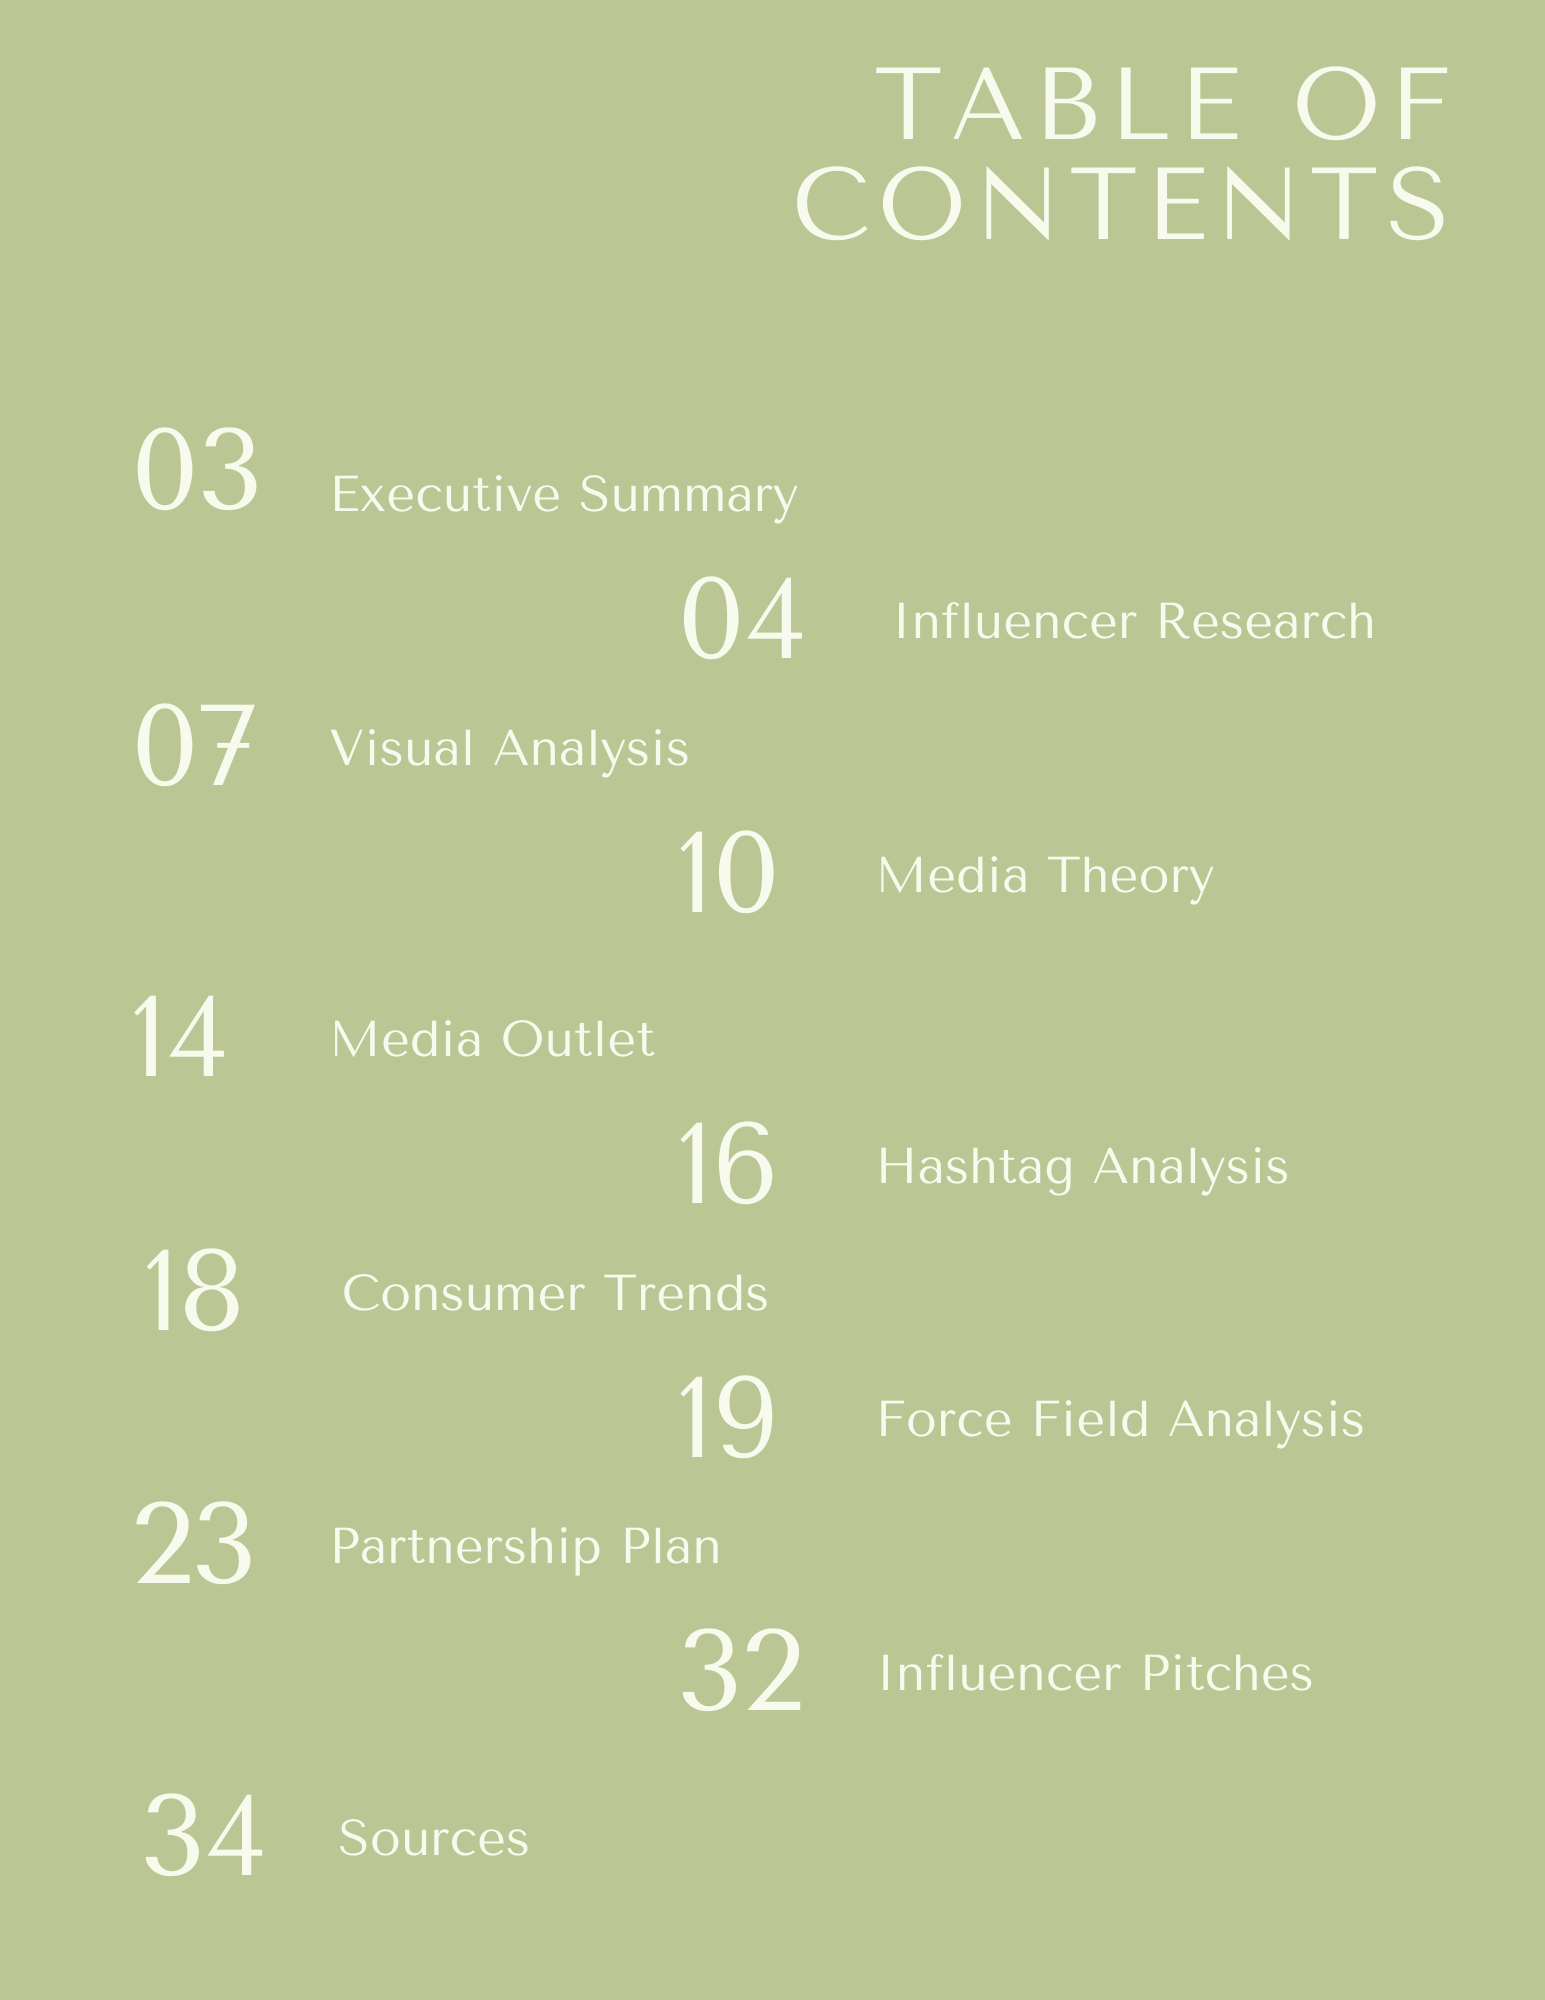 TABLE OF
CONTENTS
03 Executive Summary
04 Influencer Research
07 Visual Analysis
10 Media Theory
14 Media Outlet
16 Hashtag Analysis
18 Consumer Trends
19 Force Field Analysis
23 Partnership Plan
32 Influencer Pitches
34 Sources